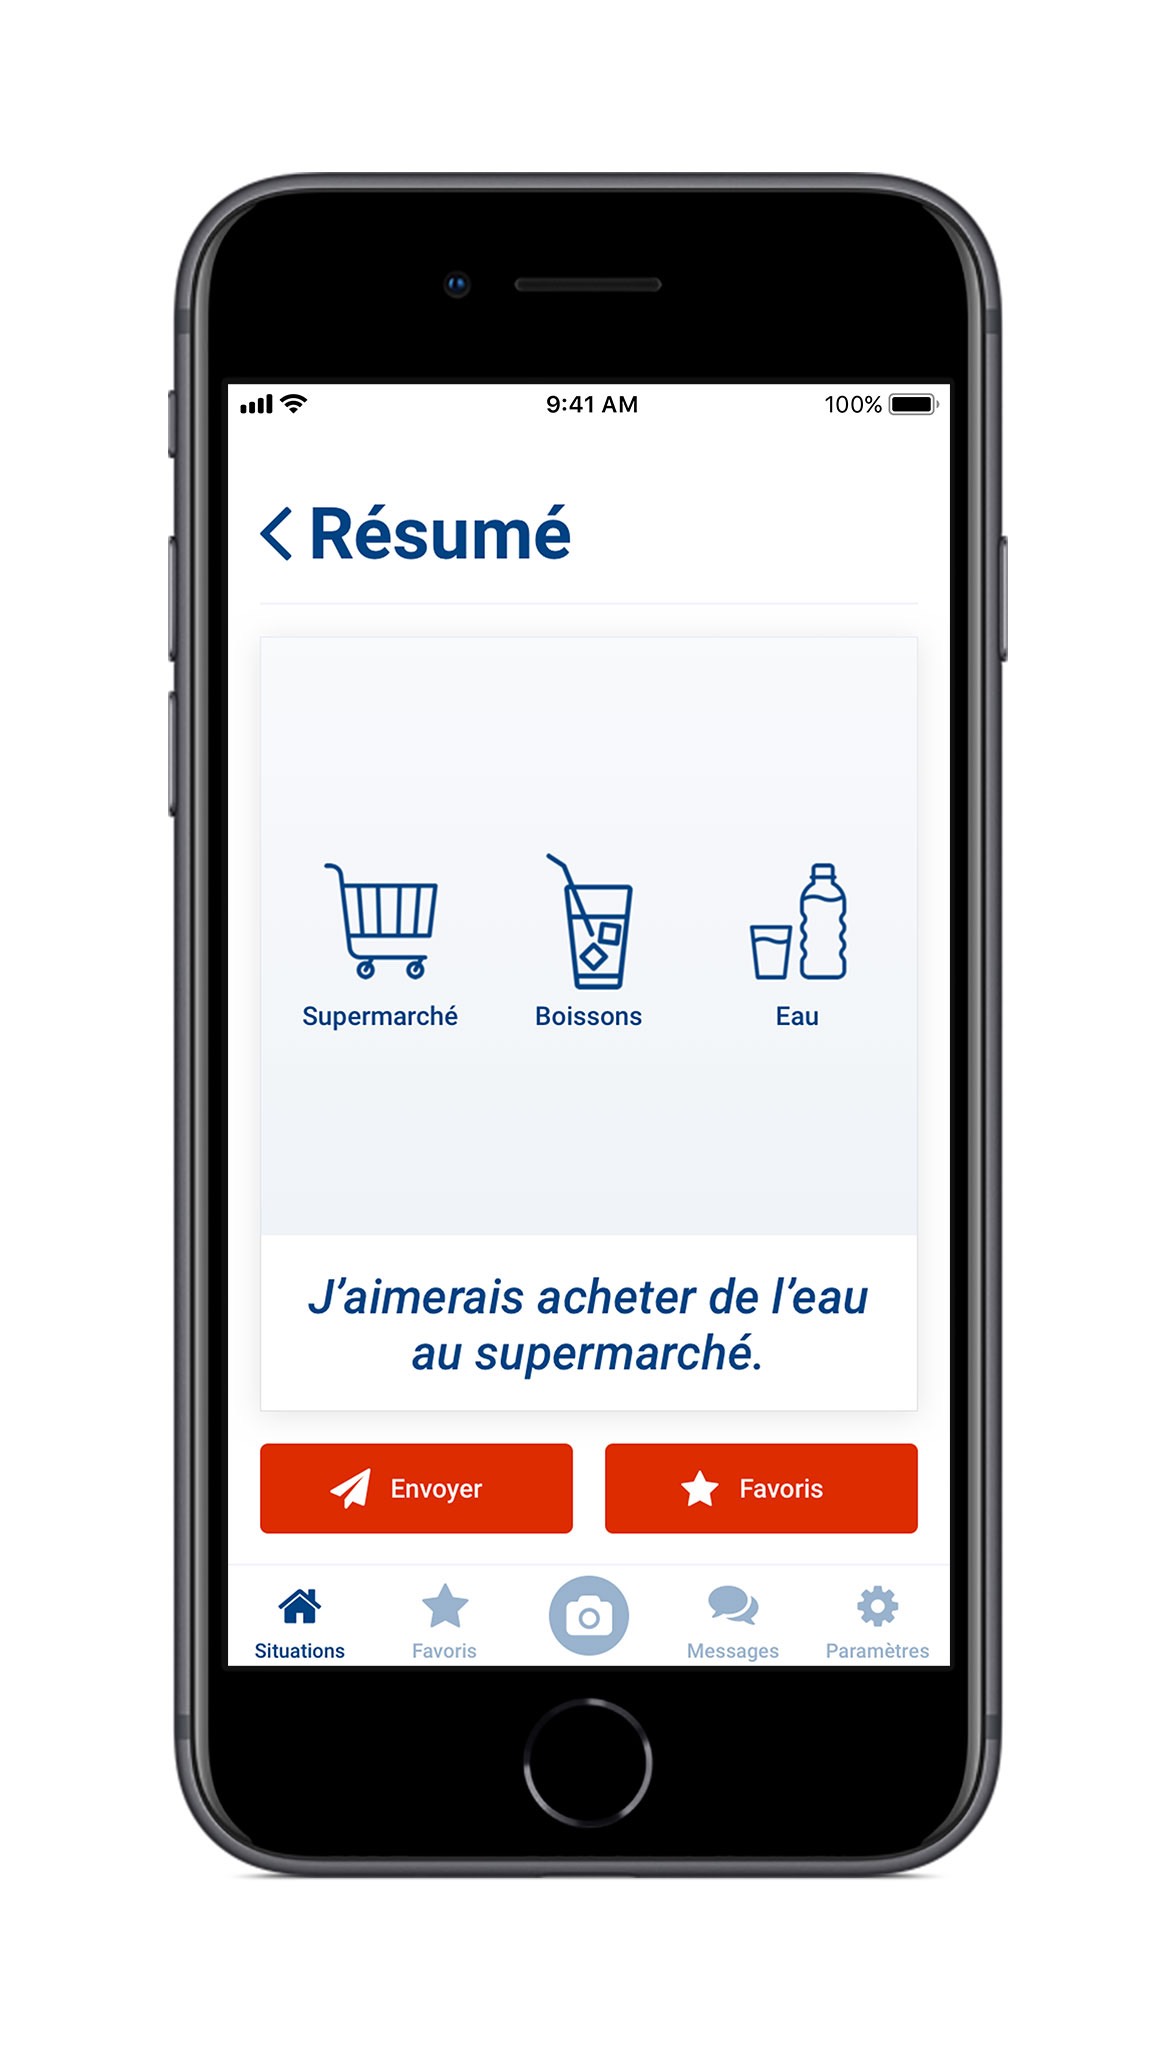 9:41 AM 100%
Résumé
Supermarché Boissons Eau
J’aimerais acheter de l’eau
au supermarché.
Envoyer Favoris
Situations Favoris Messages Paramètres